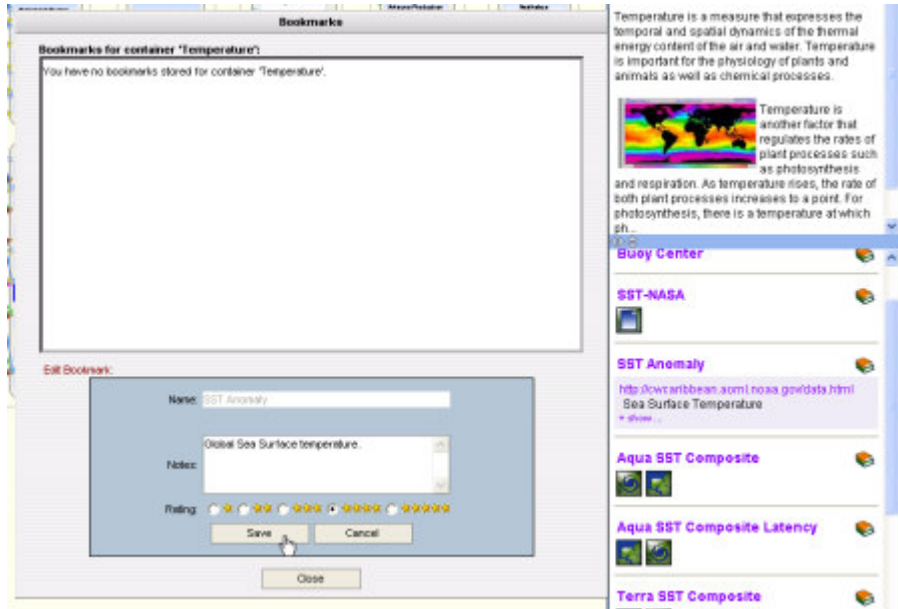 Bookmarks
Bookmarks for container 'Temperature':
You have no bookmarks stored for container 'Temperature'.
Edit Bookmark:
Name: SST Anomaly
Notes: Global Sea Surface temperature.
Rating:
Save
Cancel
Close
Temperature is a measure that expresses the
temporal and spatial dynamics of the thermal
energy content of the air and water. Temperature
is important for the physiology of plants and
animals as well as chemical processes.
Temperature is
another factor that
regulates the rates of
plant processes such
as photosynthesis
and respiration. As temperature rises, the rate of
both plant processes increases to a point. For
photosynthesis, there is a temperature at which
ph...
Buoy Center
SST-NASA
SST Anomaly
http://cwcaribbean.aoml.noaa.gov/data.html
Sea Surface Temperature
+ show...
Aqua SST Composite
Aqua SST Composite Latency
Terra SST Composite